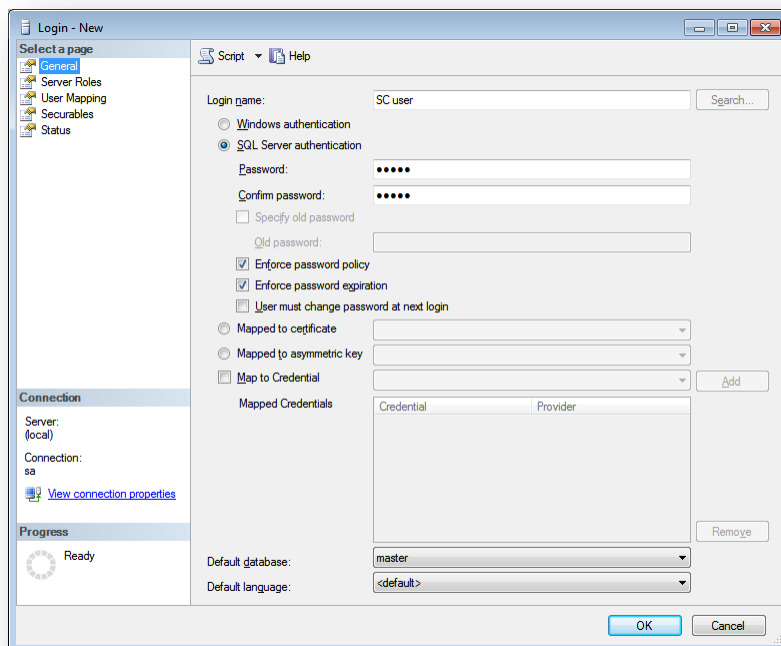 Login - New
Select a page
General
Server Roles
User Mapping
Securables
Status
Script Help
Login name: SC user Search...
Windows authentication
SQL Server authentication
Password: •••••
Confirm password: •••••
Specify old password
Old password:
Enforce password policy
Enforce password expiration
User must change password at next login
Mapped to certificate
Mapped to asymmetric key
Map to Credential Add
Mapped Credentials Credential Provider
Remove
Default database: master
Default language: <default>
Connection
Server:
(local)
Connection:
sa
View connection properties
Progress
Ready
OK Cancel